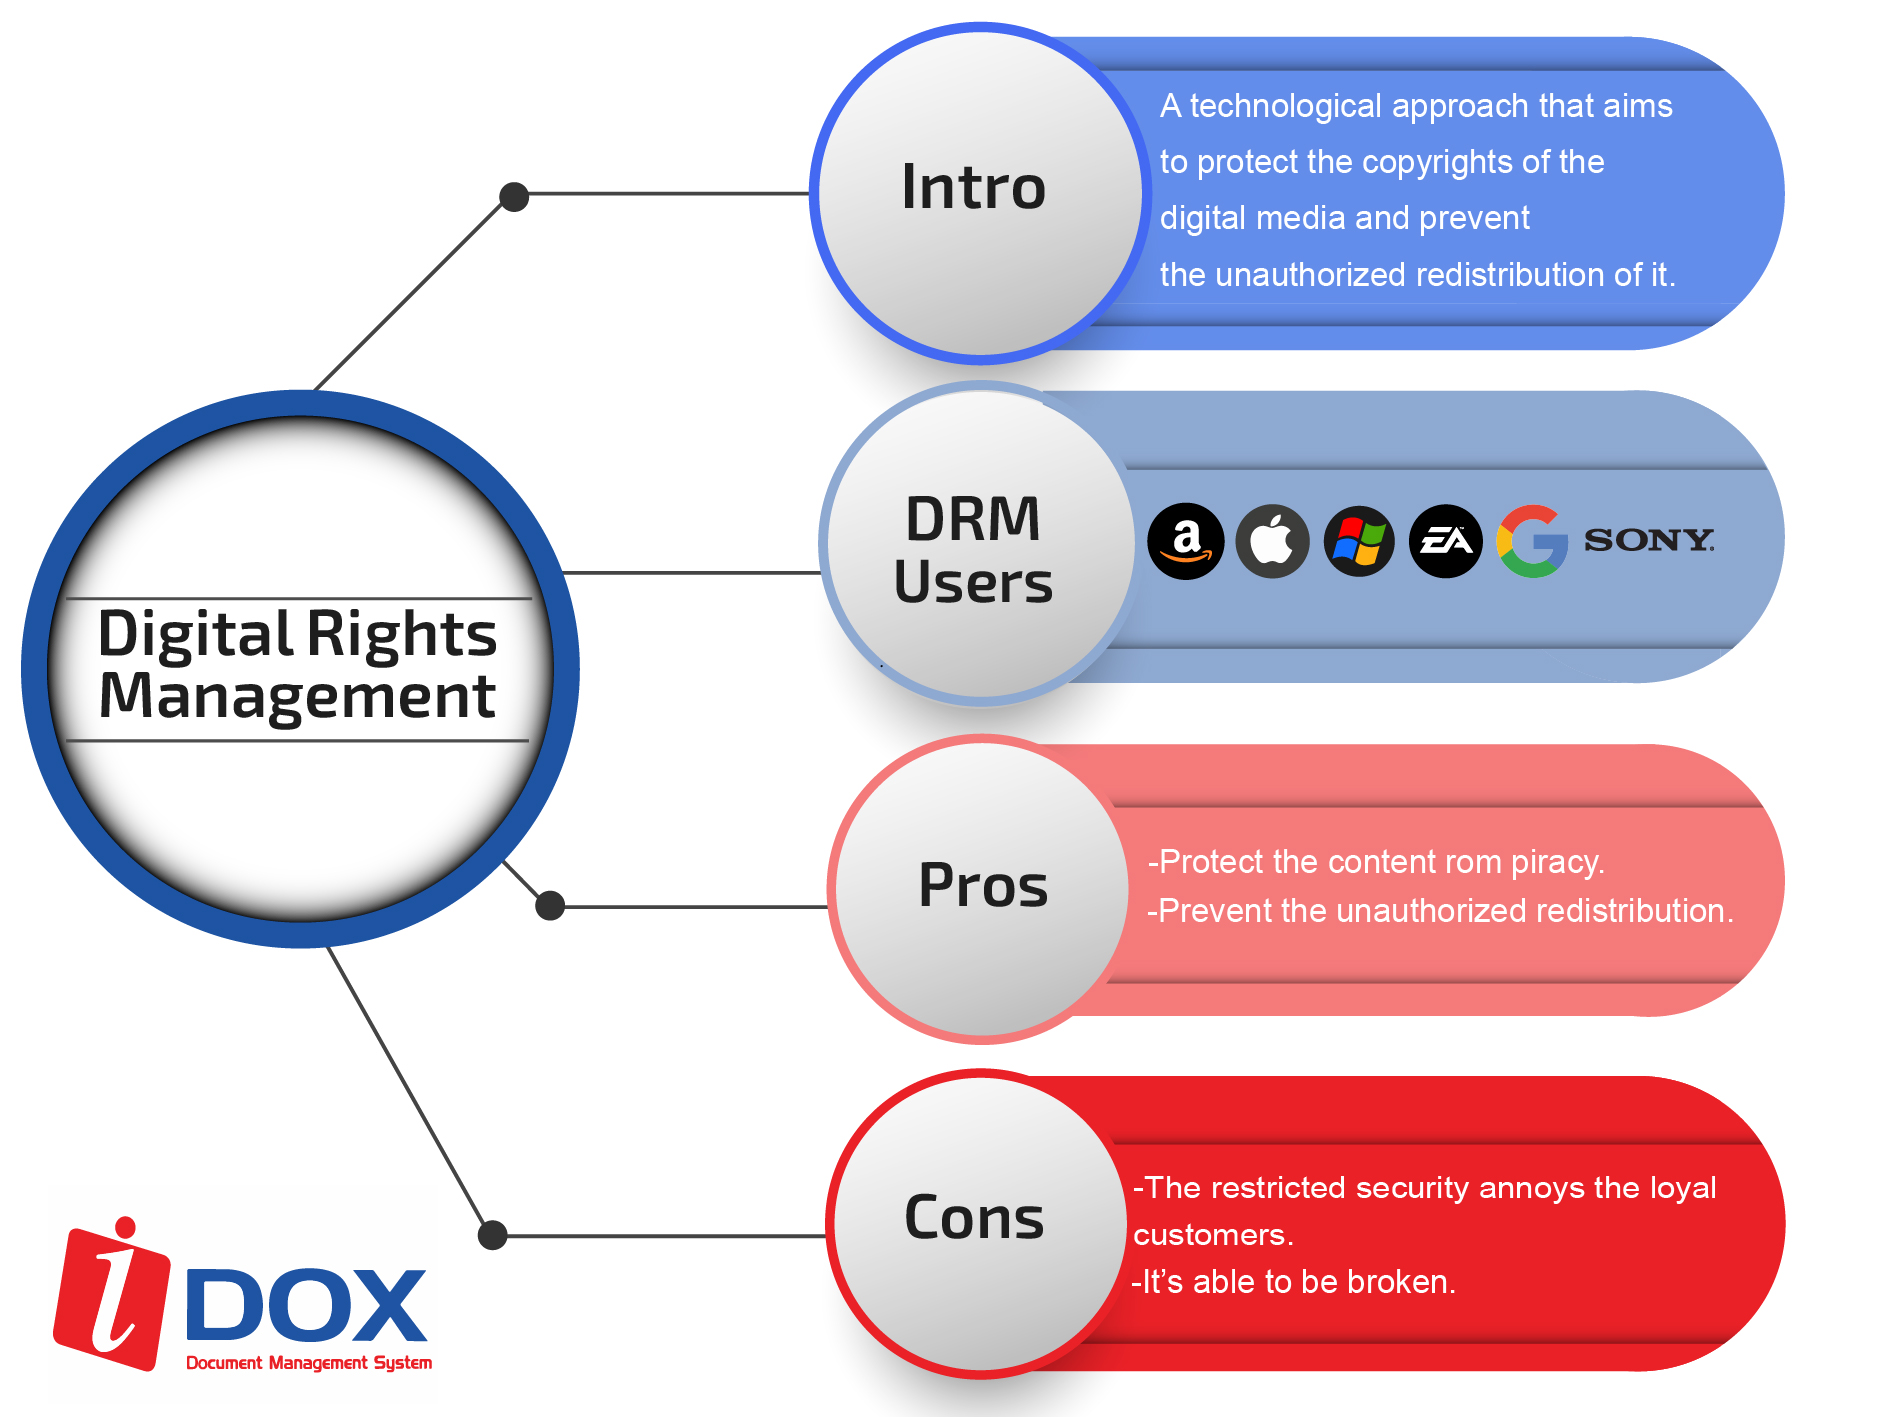 Intro
A technological approach that aims
to protect the copyrights of the
digital media and prevent
the unauthorized redistribution of it.
Digital Rights
Management
DRM
Users
a
EA
G
SONY.
Pros
-Protect the content rom piracy.
-Prevent the unauthorized redistribution.
Cons
-The restricted security annoys the loyal
customers.
-It’s able to be broken.
i DOX
Document Management System